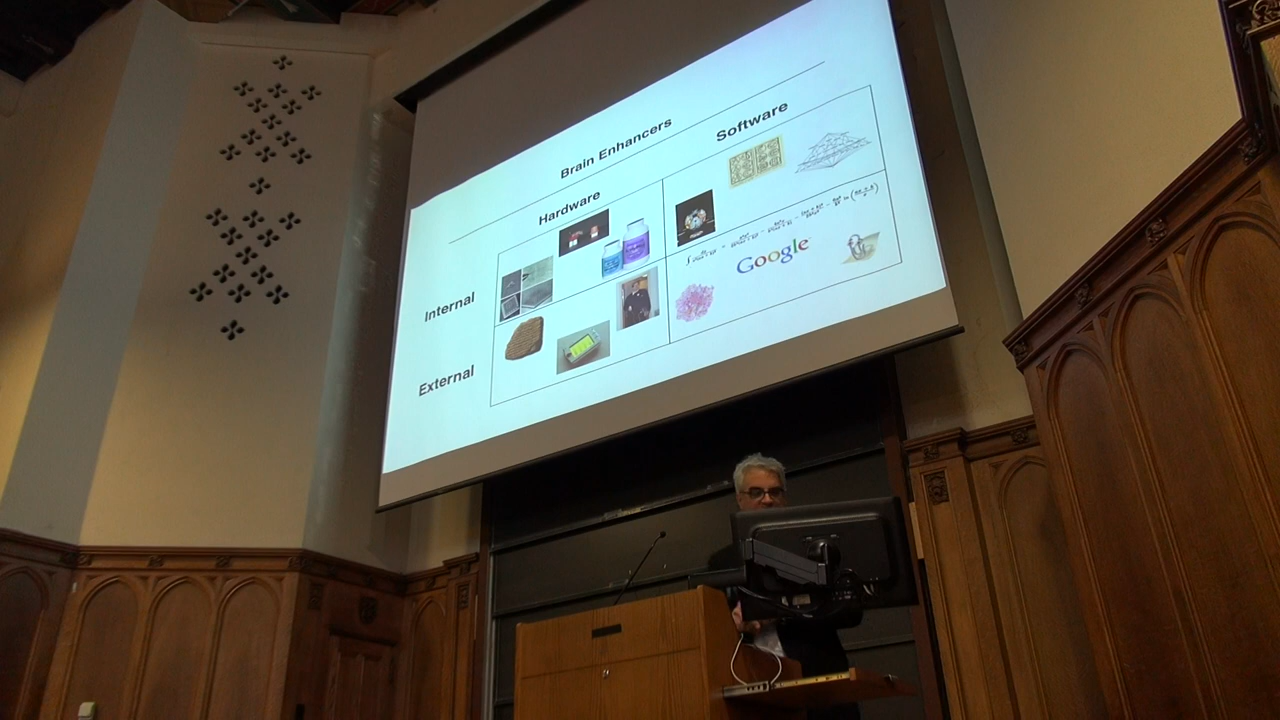 Brain Enhancers
Hardware
Software
Internal
External
Google